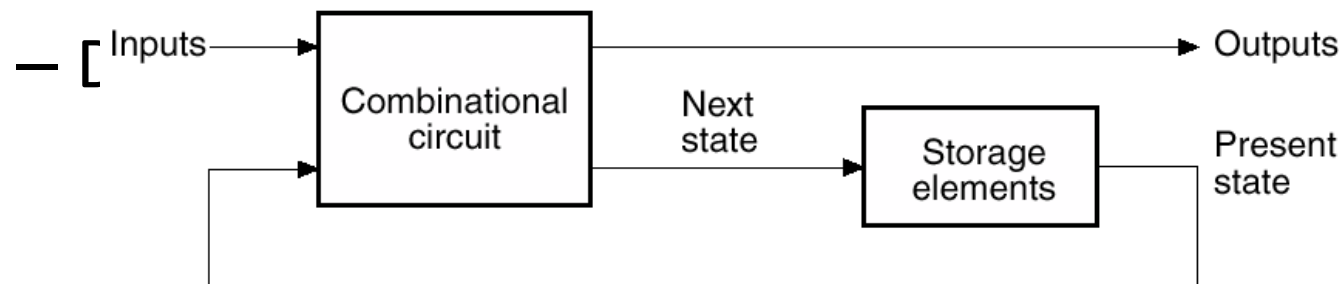 — [
Inputs
Outputs
Combinational
circuit
Next
state
Storage
elements
Present
state